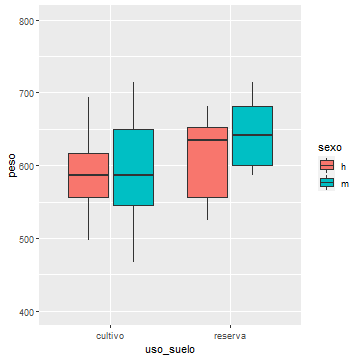 800
700
600
500
400
peso
cultivo
reserva
uso_suelo
sexo
h
m